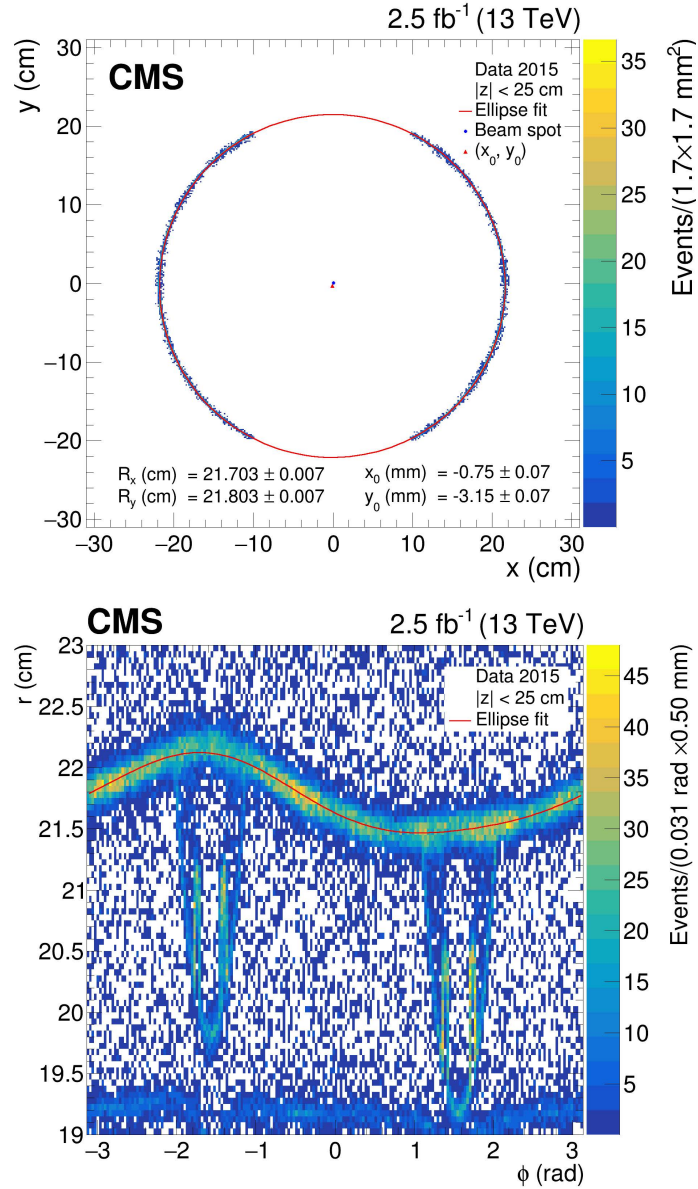 2.5 fb⁻¹ (13 TeV)
CMS
Data 2015
|z| < 25 cm
Ellipse fit
Beam spot
(x₀, y₀)
y (cm)
30
20
10
0
−10
−20
−30
R_x (cm) = 21.703 ± 0.007 x₀ (mm) = -0.75 ± 0.07
R_y (cm) = 21.803 ± 0.007 y₀ (mm) = -3.15 ± 0.07
−30 −20 −10 0 10 20 30
x (cm)
35
30
25
20
15
10
5
Events/(1.7×1.7 mm²)
CMS 2.5 fb⁻¹ (13 TeV)
Data 2015
|z| < 25 cm
Ellipse fit
r (cm)
23
22.5
22
21.5
21
20.5
20
19.5
19
−3 −2 −1 0 1 2 3
ϕ (rad)
45
40
35
30
25
20
15
10
5
Events/(0.031 rad ×0.50 mm)